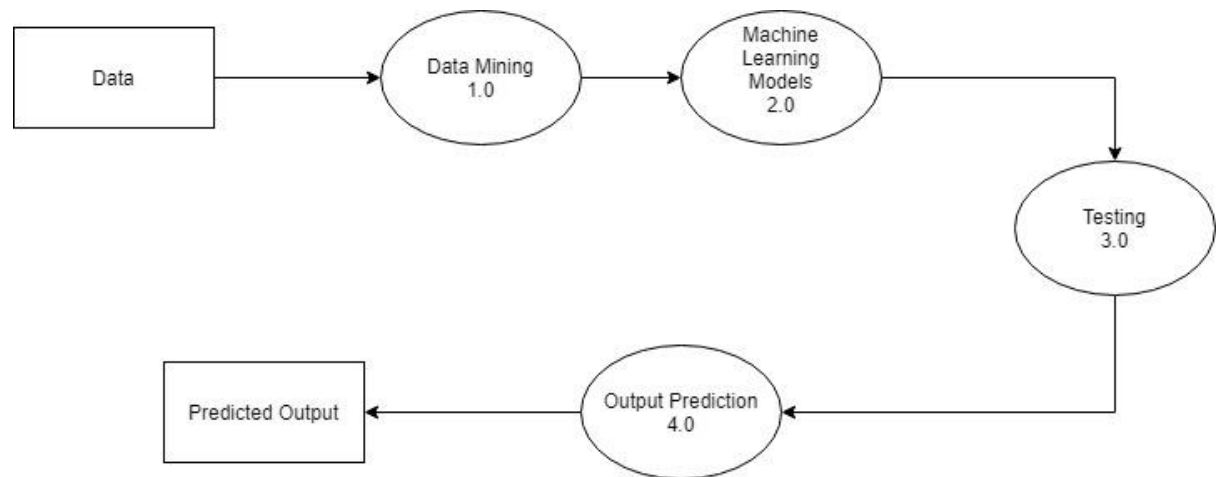 Data
Data Mining
1.0
Machine
Learning
Models
2.0
Testing
3.0
Output Prediction
4.0
Predicted Output